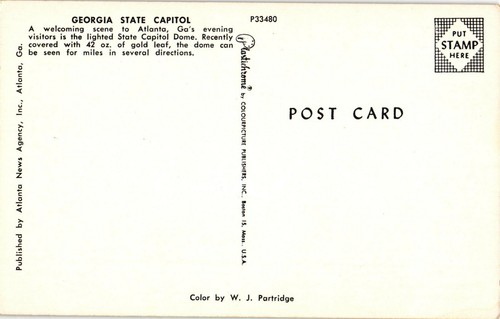 GEORGIA STATE CAPITOL
A welcoming scene to Atlanta, Ga's evening
visitors is the lighted State Capitol Dome. Recently
covered with 42 oz. of gold leaf, the dome can
be seen for miles in several directions.
P33480
PUT
STAMP
HERE
Published by Atlanta News Agency, Inc., Atlanta, Ga.
Plastichrome® by COLOURPICTURE PUBLISHERS, INC., Boston 15, Mass., U.S.A.
POST CARD
Color by W. J. Partridge